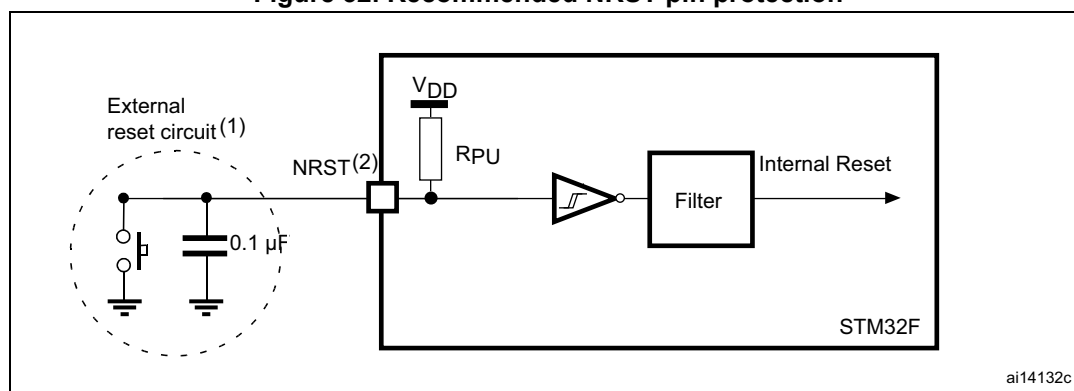 Figure 32. Recommended NRST pin protection
External
reset circuit(1)
VDD
NRST(2)
RPU
Internal Reset
Filter
0.1 μF
STM32F
ai14132c